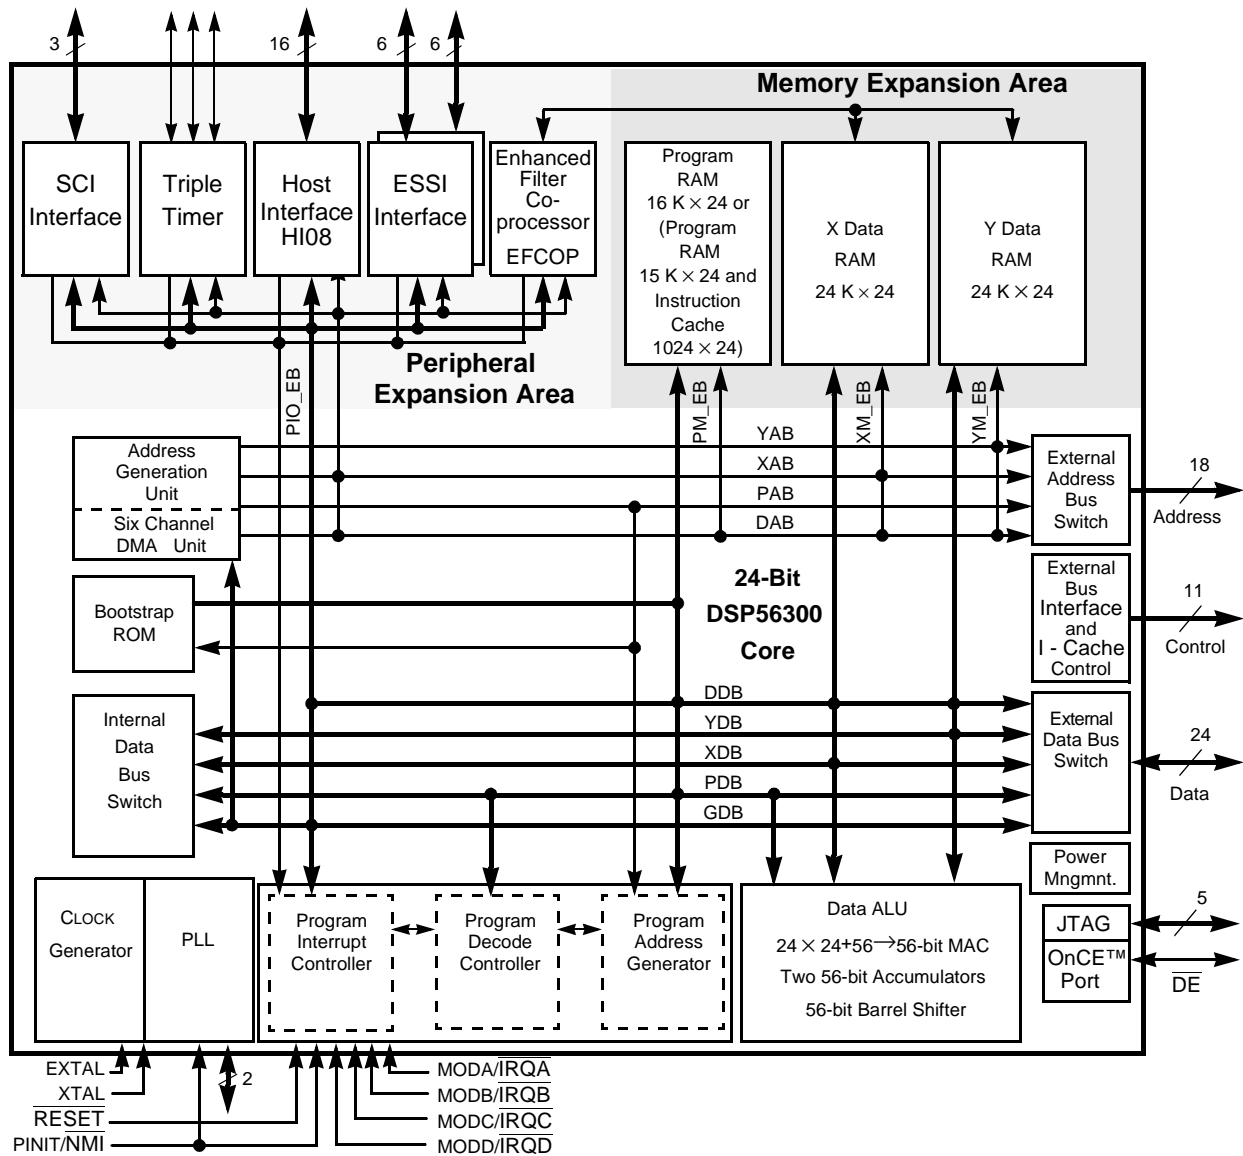 3
16
6
6
Memory Expansion Area
SCI
Interface
Triple
Timer
Host
Interface
HI08
ESSI
Interface
Enhanced
Filter
Co-
processor
EFCOP
Program
RAM
16 K × 24 or
(Program
RAM
15 K × 24 and
Instruction
Cache
1024 × 24)
X Data
RAM
24 K × 24
Y Data
RAM
24 K × 24
Peripheral
Expansion Area
PIO_EB
PM_EB
XM_EB
YM_EB
Address
Generation
Unit
Six Channel
DMA Unit
YAB
XAB
PAB
DAB
External
Address
Bus
Switch
18
Address
Bootstrap
ROM
24-Bit
DSP56300
Core
External
Bus
Interface
and
I - Cache
Control
11
Control
Internal
Data
Bus
Switch
DDB
YDB
XDB
PDB
GDB
External
Data Bus
Switch
24
Data
Power
Mngmnt.
CLOCK
Generator
PLL
Program
Interrupt
Controller
Program
Decode
Controller
Program
Address
Generator
Data ALU
24 × 24+56→56-bit MAC
Two 56-bit Accumulators
56-bit Barrel Shifter
JTAG
OnCE™
Port
5
DE
EXTAL
XTAL
RESET
PINIT/NMI
2
MODA/IRQA
MODB/IRQB
MODC/IRQC
MODD/IRQD